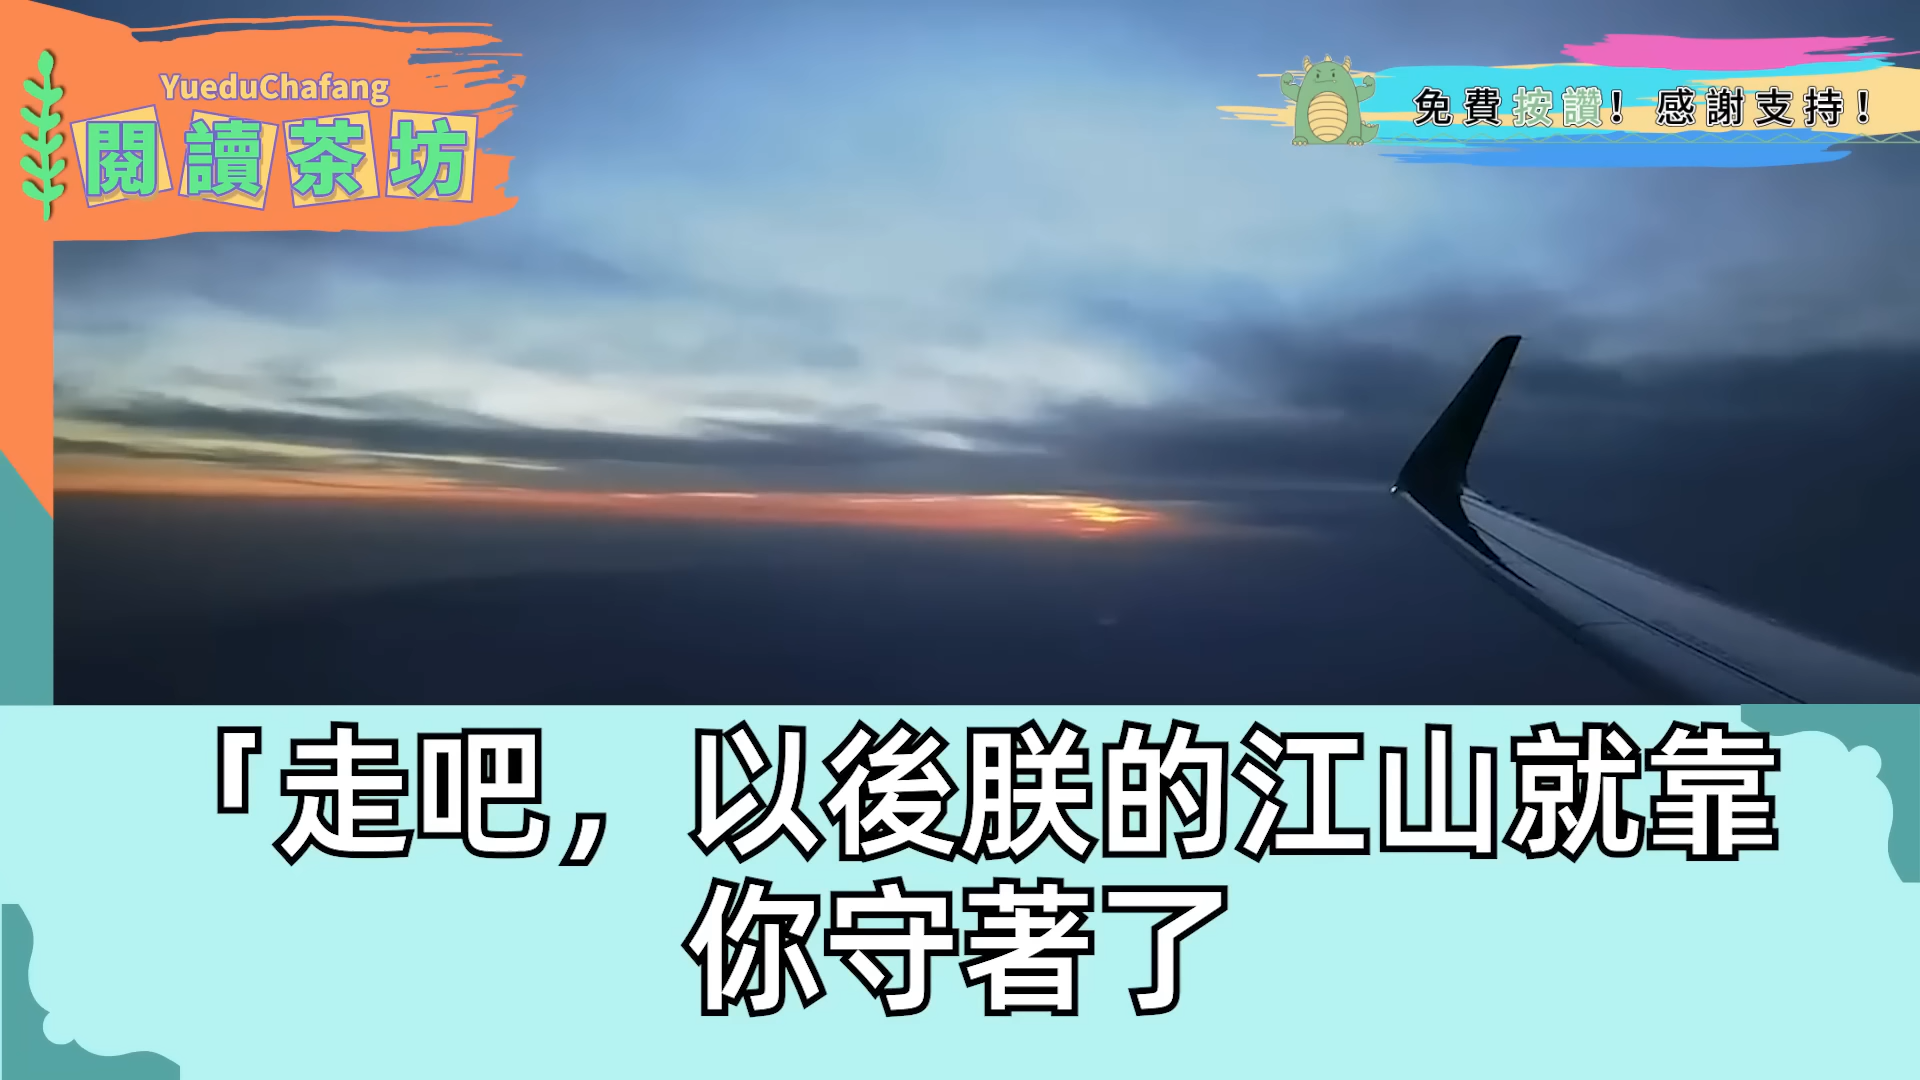 YueduChafang
閱讀茶坊
免費按讚！感謝支持！
「走吧，以後朕的江山就靠
你守著了